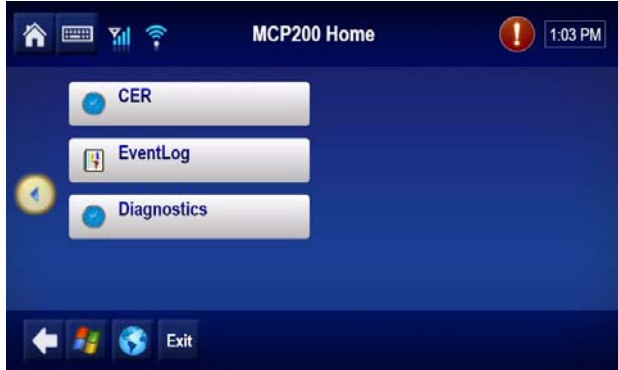 MCP200 Home
1:03 PM
CER
EventLog
Diagnostics
Exit